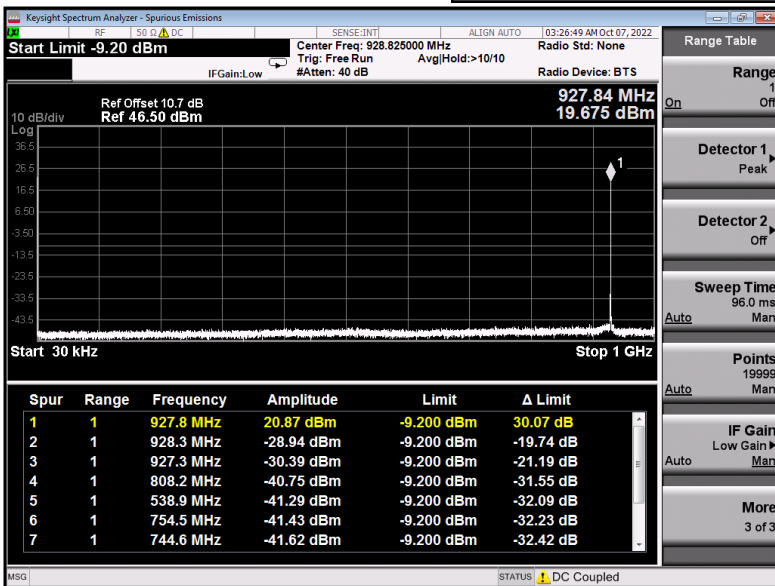 Keysight Spectrum Analyzer - Spurious Emissions
LXI RF 50 Ω DC SENSE:INT ALIGN AUTO 03:26:49 AM Oct 07, 2022
Start Limit -9.20 dBm
Center Freq: 928.825000 MHz
Radio Std: None
Trig: Free Run Avg|Hold:>10/10
IFGain:Low #Atten: 40 dB Radio Device: BTS
927.84 MHz
19.675 dBm
Ref Offset 10.7 dB
10 dB/div Ref 46.50 dBm
Log
36.5
26.5
16.5
6.50
-3.50
-13.5
-23.5
-33.5
-43.5
1
Start 30 kHz Stop 1 GHz
Spur Range Frequency Amplitude Limit Δ Limit
1 1 927.8 MHz 20.87 dBm -9.200 dBm 30.07 dB
2 1 928.3 MHz -28.94 dBm -9.200 dBm -19.74 dB
3 1 927.3 MHz -30.39 dBm -9.200 dBm -21.19 dB
4 1 808.2 MHz -40.75 dBm -9.200 dBm -31.55 dB
5 1 538.9 MHz -41.29 dBm -9.200 dBm -32.09 dB
6 1 754.5 MHz -41.43 dBm -9.200 dBm -32.23 dB
7 1 744.6 MHz -41.62 dBm -9.200 dBm -32.42 dB
MSG STATUS DC Coupled
Range Table
Range
1
On Off
Detector 1
Peak
Detector 2
Off
Sweep Time
96.0 ms
Auto Man
Points
19999
Auto Man
IF Gain
Low Gain
Auto Man
More
3 of 3